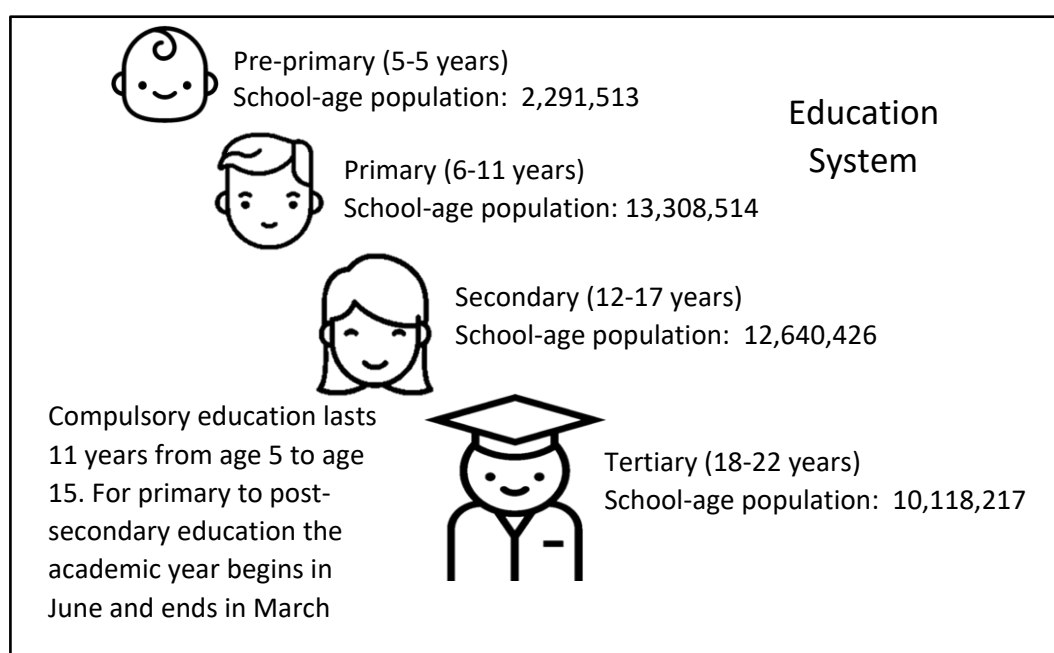 Pre-primary (5-5 years)
School-age population:  2,291,513
Education
System
Primary (6-11 years)
School-age population: 13,308,514
Secondary (12-17 years)
School-age population:  12,640,426
Compulsory education lasts
11 years from age 5 to age
15. For primary to post-
secondary education the
academic year begins in
June and ends in March
Tertiary (18-22 years)
School-age population:  10,118,217